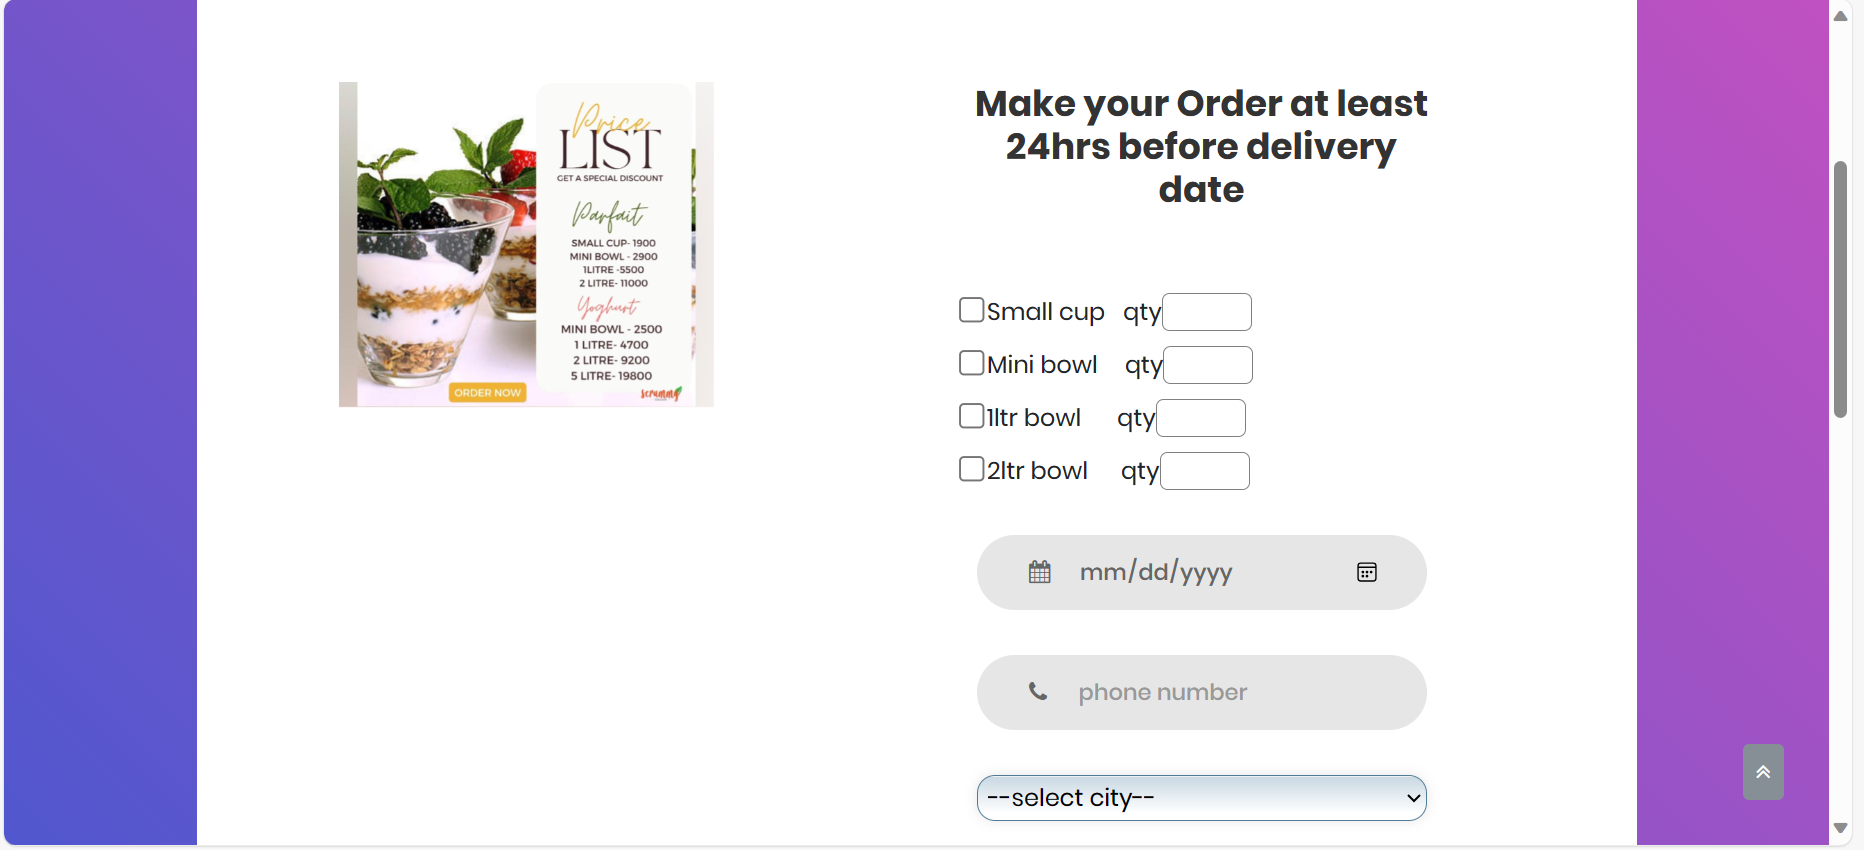 Price
LIST
GET A SPECIAL DISCOUNT
Parfait
SMALL CUP- 1900
MINI BOWL - 2900
1LITRE -5500
2 LITRE- 11000
Yoghurt
MINI BOWL - 2500
1 LITRE- 4700
2 LITRE- 9200
5 LITRE- 19800
ORDER NOW
scrummy
Make your Order at least
24hrs before delivery
date
Small cup qty
Mini bowl qty
1ltr bowl qty
2ltr bowl qty
mm/dd/yyyy
phone number
--select city--